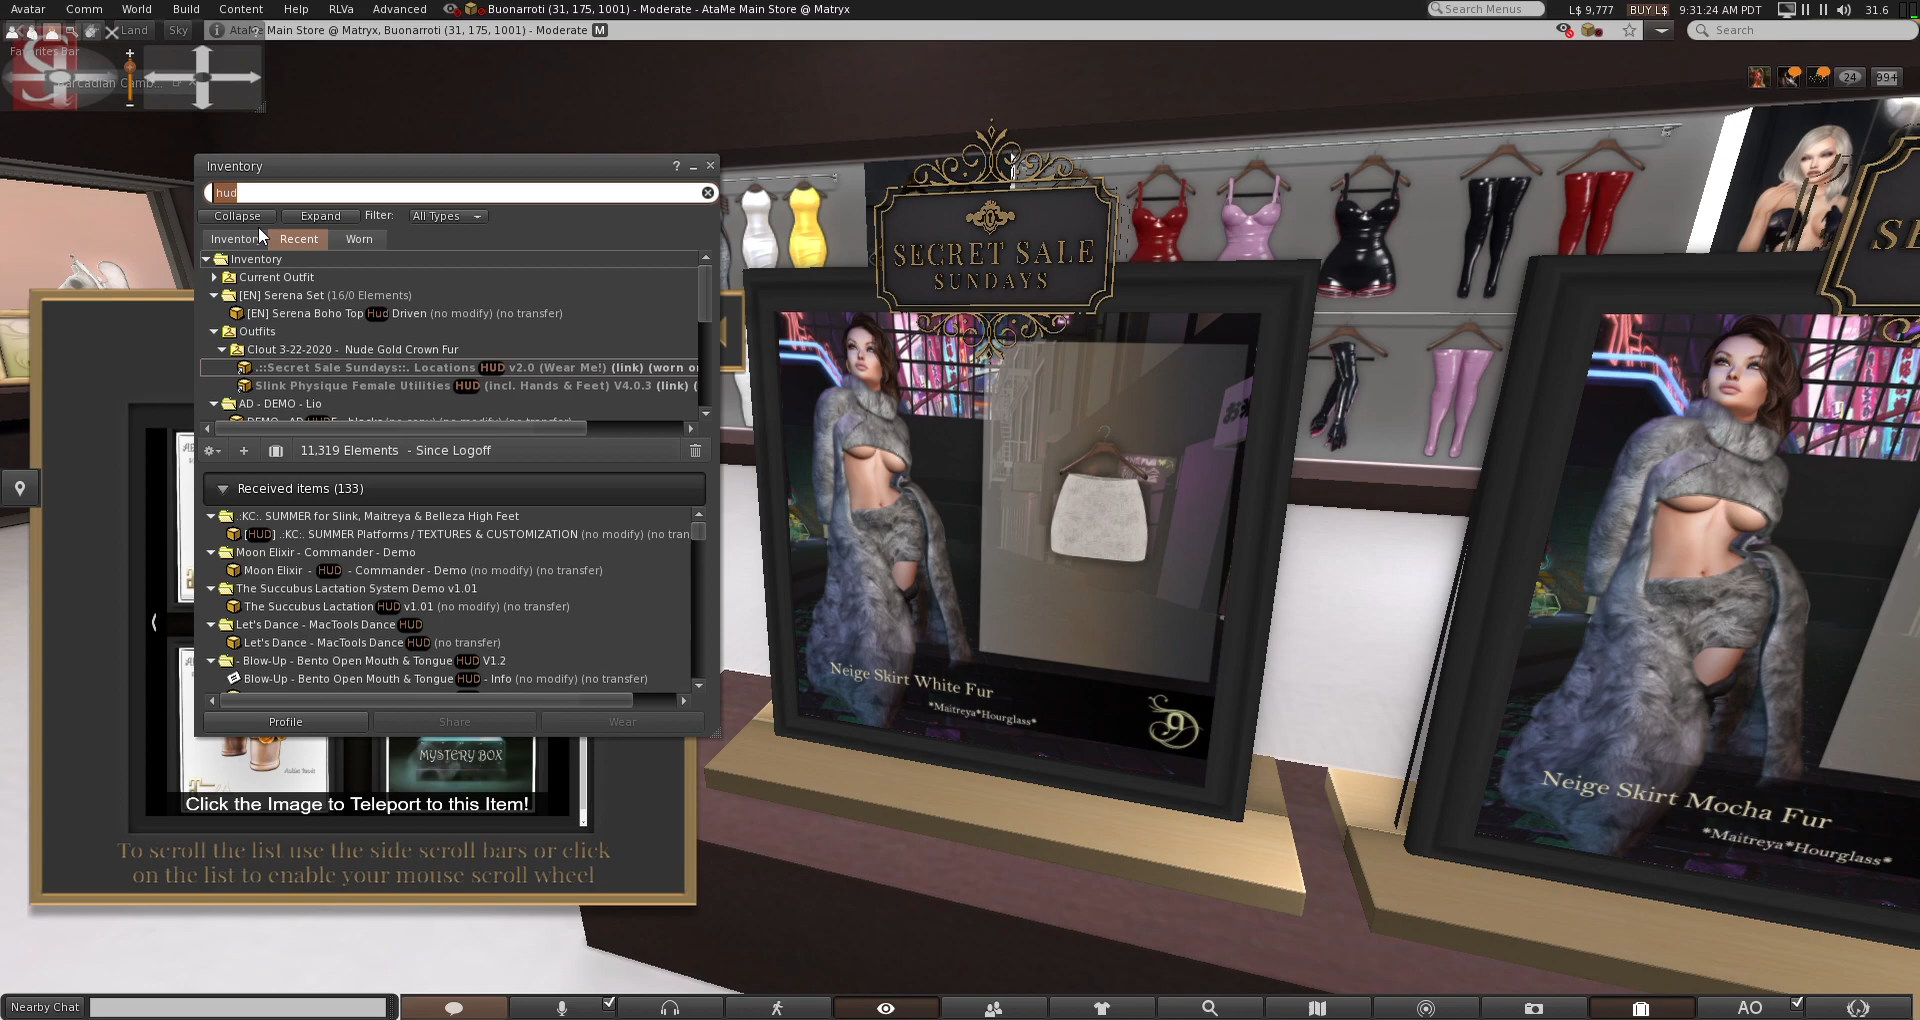 Avatar Comm World Build Content Help RLVa Advanced Buonarroti (31, 175, 1001) - Moderate - AtaMe Main Store @ Matryx Search Menus L$ 9,777 BUY L$ 9:31:24 AM PDT 31.6
Land Sky AtaMe Main Store @ Matryx, Buonarroti (31, 175, 1001) - Moderate M Search
Favorites Bar
24 99+
Inventory ?
hud
Collapse Expand Filter: All Types
Inventory Recent Worn
Inventory
Current Outfit
[EN] Serena Set (16/0 Elements)
[EN] Serena Boho Top Hud Driven (no modify) (no transfer)
Outfits
Clout 3-22-2020 - Nude Gold Crown Fur
.::Secret Sale Sundays::. Locations HUD v2.0 (Wear Me!) (link) (worn o
Slink Physique Female Utilities HUD (incl. Hands & Feet) V4.0.3 (link) (
AD - DEMO - Lio
11,319 Elements - Since Logoff
Received items (133)
.:KC:. SUMMER for Slink, Maitreya & Belleza High Feet
[HUD] .:KC:. SUMMER Platforms / TEXTURES & CUSTOMIZATION (no modify) (no tran
Moon Elixir - Commander - Demo
Moon Elixir - HUD - Commander - Demo (no modify) (no transfer)
The Succubus Lactation System Demo v1.01
The Succubus Lactation HUD v1.01 (no modify) (no transfer)
Let's Dance - MacTools Dance HUD
Let's Dance - MacTools Dance HUD (no transfer)
- Blow-Up - Bento Open Mouth & Tongue HUD V1.2
Blow-Up - Bento Open Mouth & Tongue HUD - Info (no modify) (no transfer)
Profile Share Wear
MYSTERY BOX
Click the Image to Teleport to this Item!
To scroll the list use the side scroll bars or click
on the list to enable your mouse scroll wheel
SECRET SALE
SUNDAYS
Neige Skirt White Fur
*Maitreya*Hourglass*
SE
Neige Skirt Mocha Fur
*Maitreya*Hourglass*
Nearby Chat AO